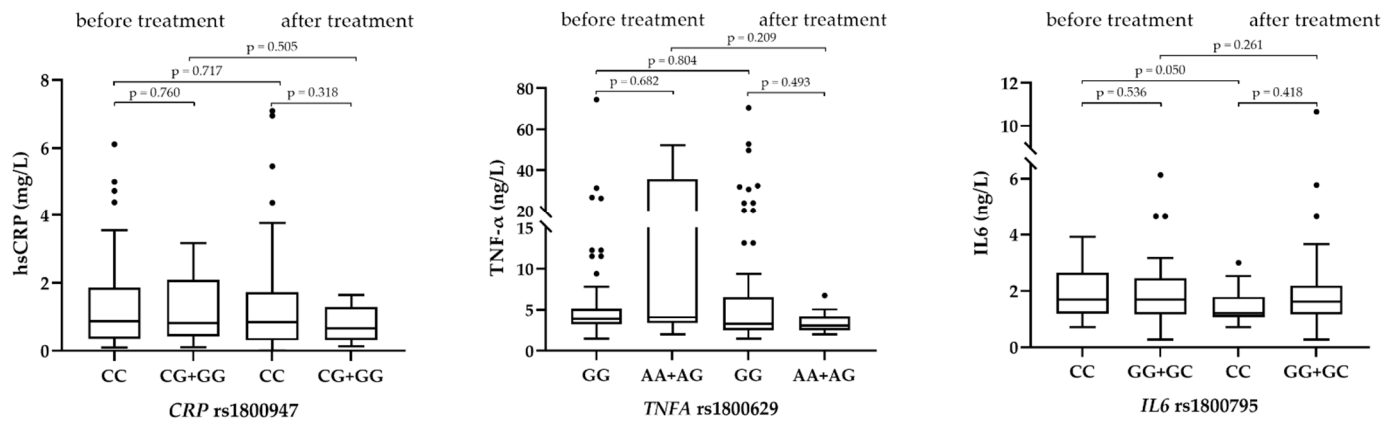 before treatment after treatment
p = 0.505
p = 0.717
p = 0.760 p = 0.318
hsCRP (mg/L)
8
6
4
2
0
CC CG+GG CC CG+GG
CRP rs1800947
before treatment after treatment
p = 0.209
p = 0.804
p = 0.682 p = 0.493
TNF-α (ng/L)
80
60
40
20
15
10
5
0
GG AA+AG GG AA+AG
TNFA rs1800629
before treatment after treatment
p = 0.261
p = 0.050
p = 0.536 p = 0.418
IL6 (ng/L)
12
10
6
4
2
0
CC GG+GC CC GG+GC
IL6 rs1800795